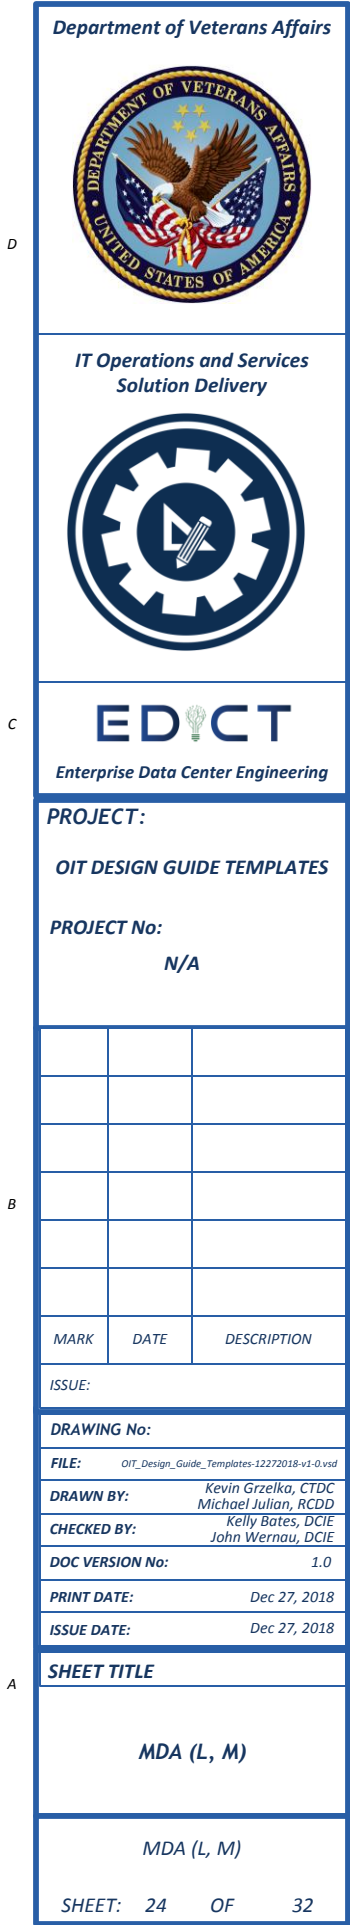 Department of Veterans Affairs
DEPARTMENT OF VETERANS AFFAIRS
UNITED STATES OF AMERICA
D
IT Operations and Services
Solution Delivery
C
EDICT
Enterprise Data Center Engineering
PROJECT:
OIT DESIGN GUIDE TEMPLATES
PROJECT No:
N/A
B
MARK DATE DESCRIPTION
ISSUE:
DRAWING No:
FILE: OIT_Design_Guide_Templates-12272018-v1-0.vsd
DRAWN BY: Kevin Grzelka, CTDC
Michael Julian, RCDD
CHECKED BY: Kelly Bates, DCIE
John Wernau, DCIE
DOC VERSION No: 1.0
PRINT DATE: Dec 27, 2018
ISSUE DATE: Dec 27, 2018
A
SHEET TITLE
MDA (L, M)
MDA (L, M)
SHEET: 24 OF 32